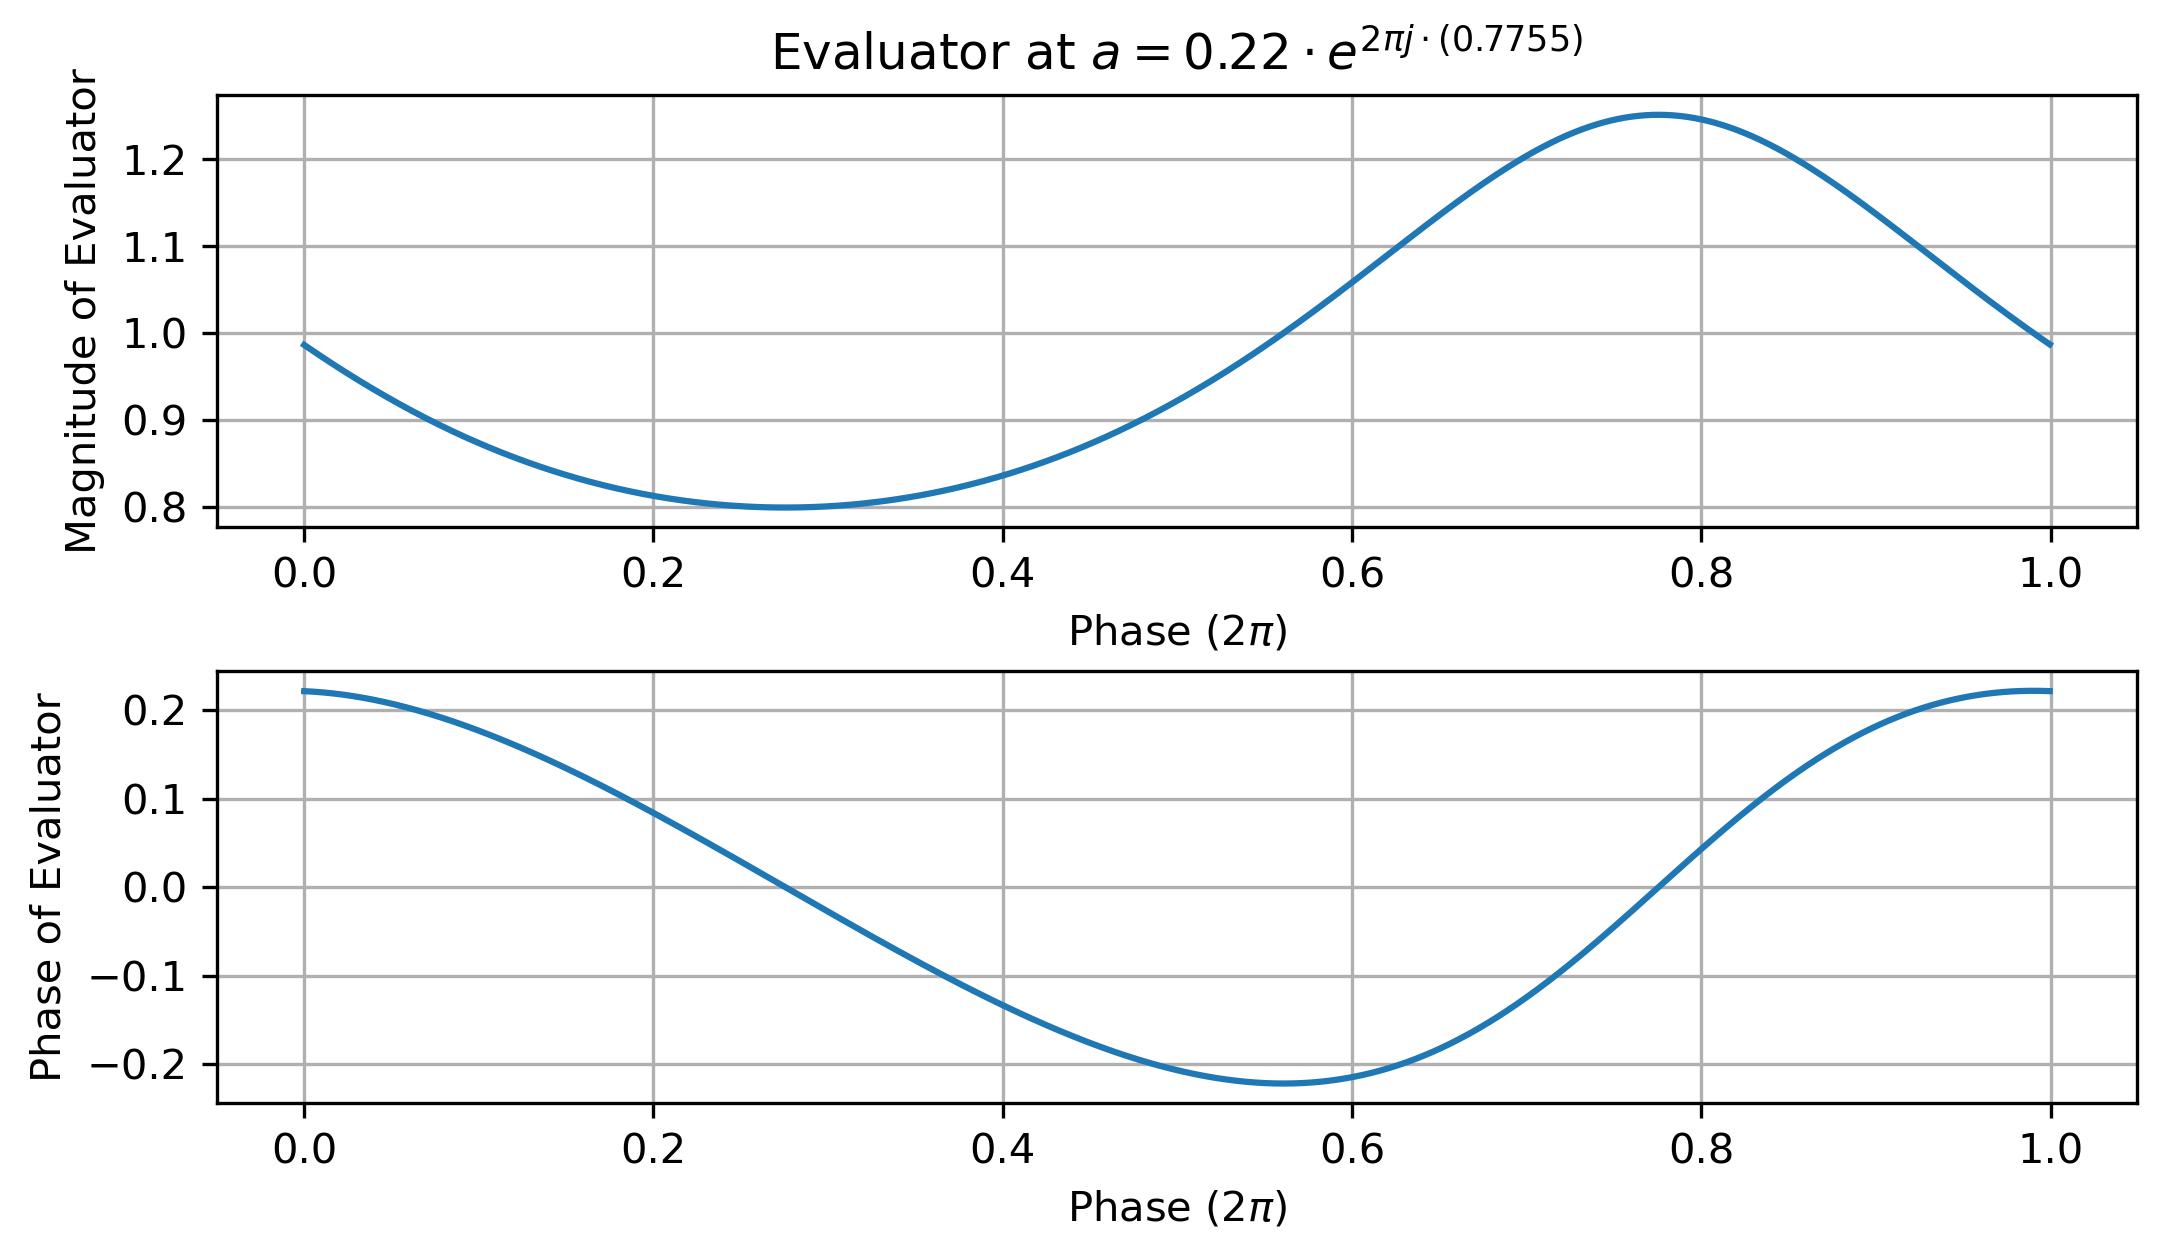 Evaluator at a = 0.22 · e^{2πj · (0.7755)}
Magnitude of Evaluator
1.2
1.1
1.0
0.9
0.8
0.0 0.2 0.4 0.6 0.8 1.0
Phase (2π)
Phase of Evaluator
0.2
0.1
0.0
−0.1
−0.2
0.0 0.2 0.4 0.6 0.8 1.0
Phase (2π)